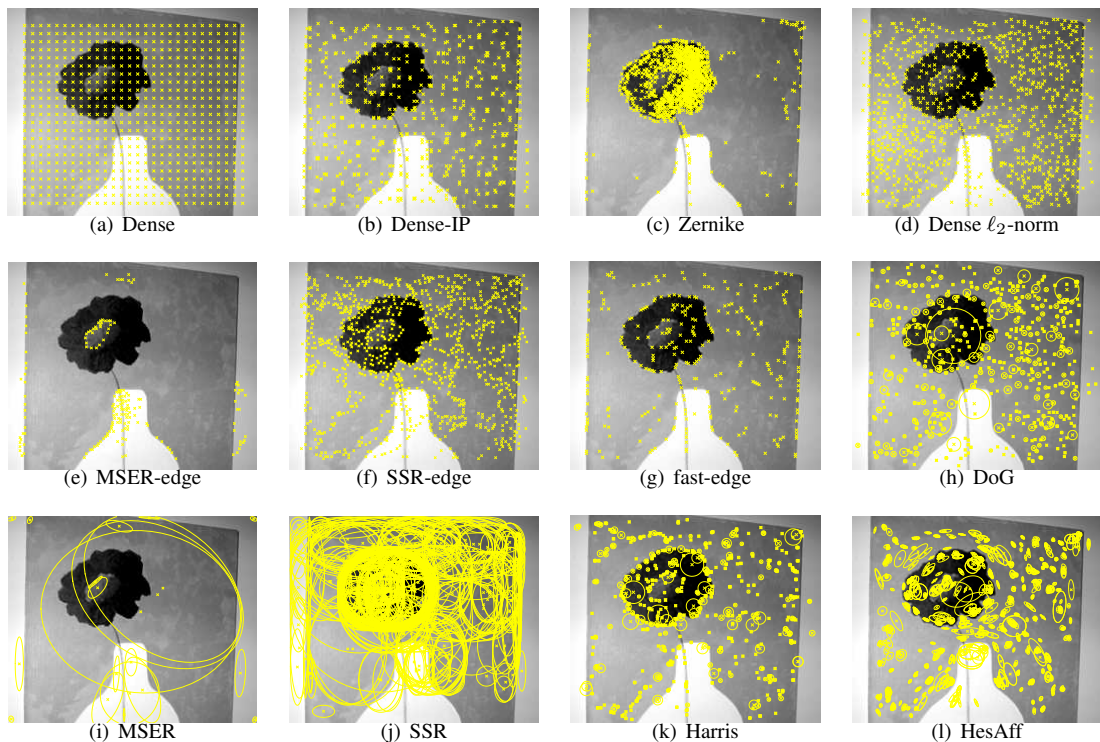 (a) Dense
(b) Dense-IP
(c) Zernike
(d) Dense ℓ2-norm
(e) MSER-edge
(f) SSR-edge
(g) fast-edge
(h) DoG
(i) MSER
(j) SSR
(k) Harris
(l) HesAff